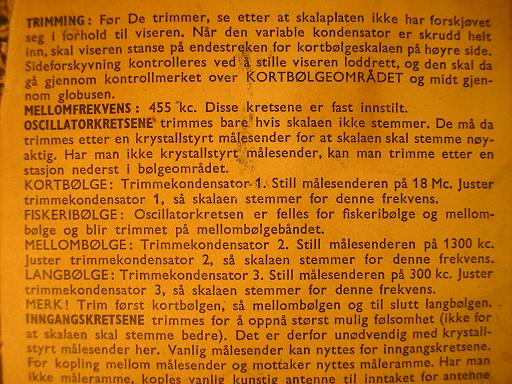 TRIMMING: Før De trimmer, se etter at skalaplaten ikke har forskjøvet
seg i forhold til viseren. Når den variable kondensator er skrudd helt
inn, skal viseren stanse på endestreken for kortbølgeskalaen på høyre side.
Sideforskyvning kontrolleres ved å stille viseren loddrett, og den skal da
gå gjennom kontrollmerket over KORTBØLGEOMRÅDET og midt gjen-
nom globusen.
MELLOMFREKVENS: 455 kc. Disse kretsene er fast innstilt.
OSCILLATORKRETSENE trimmes bare hvis skalaen ikke stemmer. De må da
trimmes etter en krystallstyrt målesender for at skalaen skal stemme nøy-
aktig. Har man ikke krystallstyrt målesender, kan man trimme etter en
stasjon nederst i bølgeområdet.
KORTBØLGE: Trimmekondensator 1. Still målesenderen på 18 Mc. Juster
trimmekondensator 1, så skalaen stemmer for denne frekvens.
FISKERIBØLGE: Oscillatorkretsen er felles for fiskeribølge og mellom-
bølge og blir trimmet på mellombølgebåndet.
MELLOMBØLGE: Trimmekondensator 2. Still målesenderen på 1300 kc.
Juster trimmekondensator 2, så skalaen stemmer for denne frekvens.
LANGBØLGE: Trimmekondensator 3. Still målesenderen på 300 kc. Juster
trimmekondensator 3, så skalaen stemmer for denne frekvens.
MERK! Trim først kortbølgen, så mellombølgen og til slutt langbølgen.
INNGANGSKRETSENE trimmes for å oppnå størst mulig følsomhet (ikke for
at skalaen skal stemme bedre). Det er derfor unødvendig med krystall-
styrt målesender her. Vanlig målesender kan nyttes for inngangskretsene.
For kopling mellom målesender og mottaker nyttes måleramme. Har man
ikke måleramme, koples vanlig kunstig antenne til inntaket for antenne